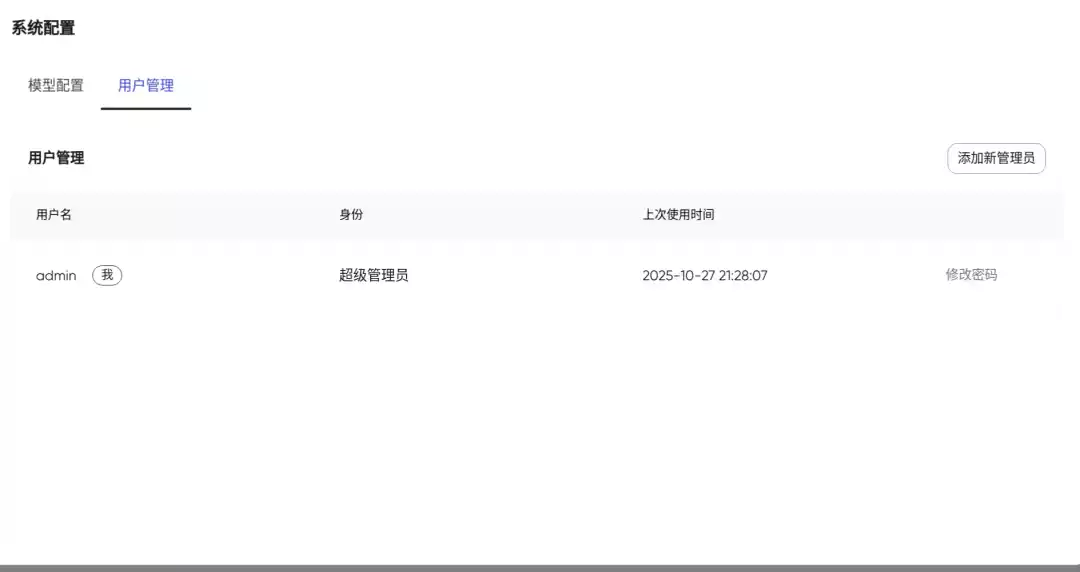 系统配置
模型配置 用户管理
用户管理 添加新管理员
用户名 身份 上次使用时间
admin 我 超级管理员 2025-10-27 21:28:07 修改密码